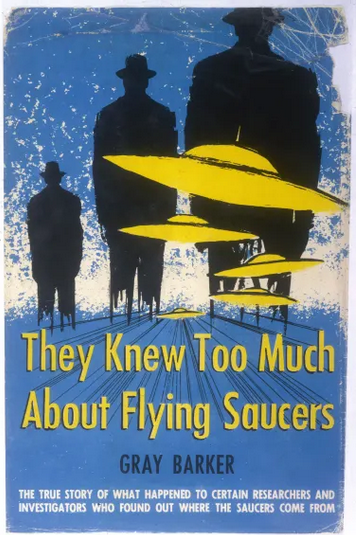 They Knew Too Much
About Flying Saucers
GRAY BARKER
THE TRUE STORY OF WHAT HAPPENED TO CERTAIN RESEARCHERS AND
INVESTIGATORS WHO FOUND OUT WHERE THE SAUCERS COME FROM